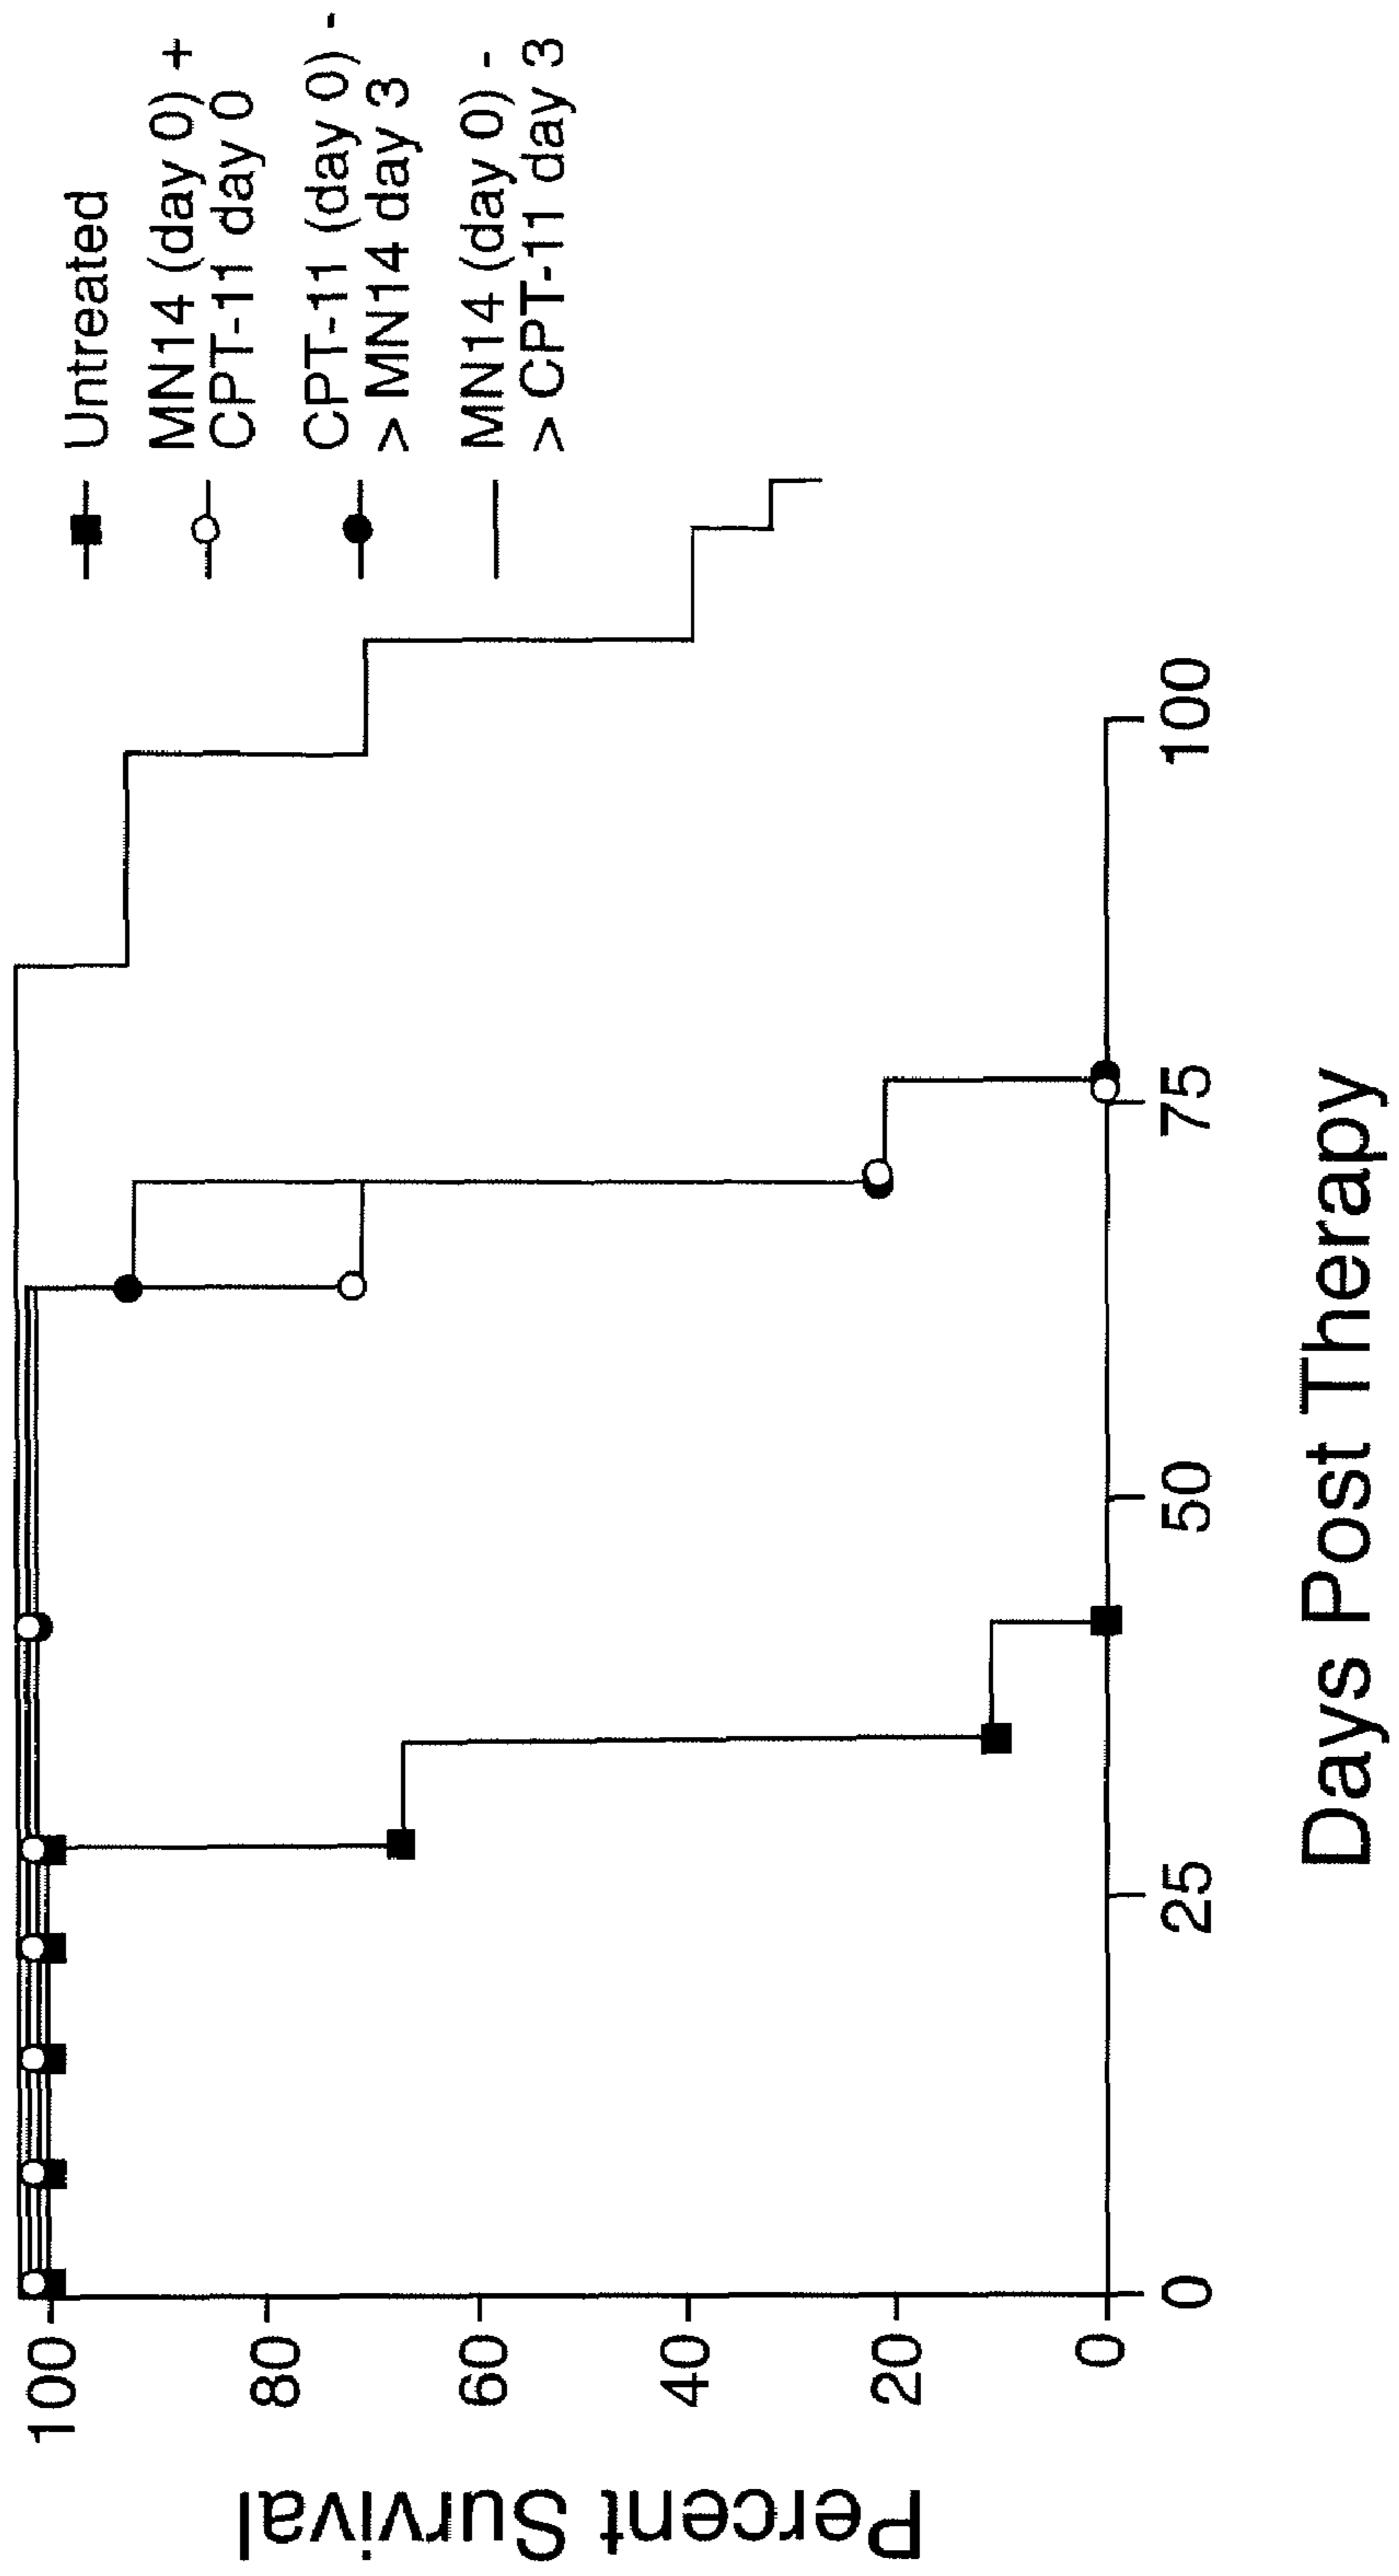 Untreated
MN14 (day 0) +
CPT-11 day 0
CPT-11 (day 0) -
> MN14 day 3
MN14 (day 0) -
> CPT-11 day 3
Percent Survival
100
80
60
40
20
0
0
25
50
75
100
Days Post Therapy